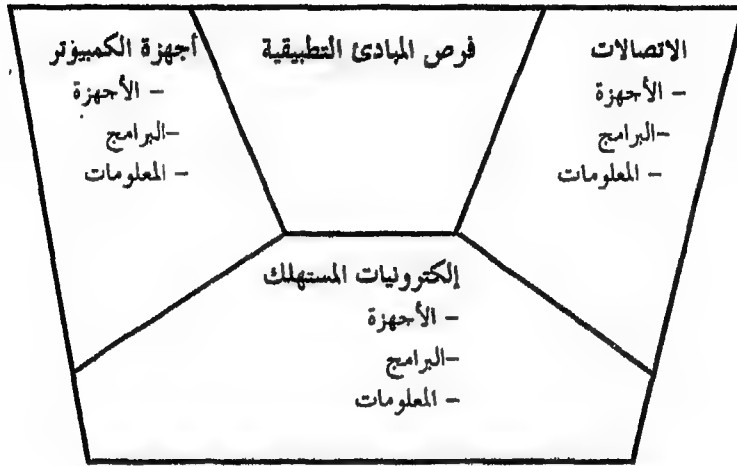 الاتصالات
- الأجهزة
-البرامج
- المعلومات
فرص المبادئ التطبيقية
أجهزة الكمبيوتر
- الأجهزة
-البرامج
- المعلومات
إلكترونيات المستهلك
- الأجهزة
-البرامج
- المعلومات